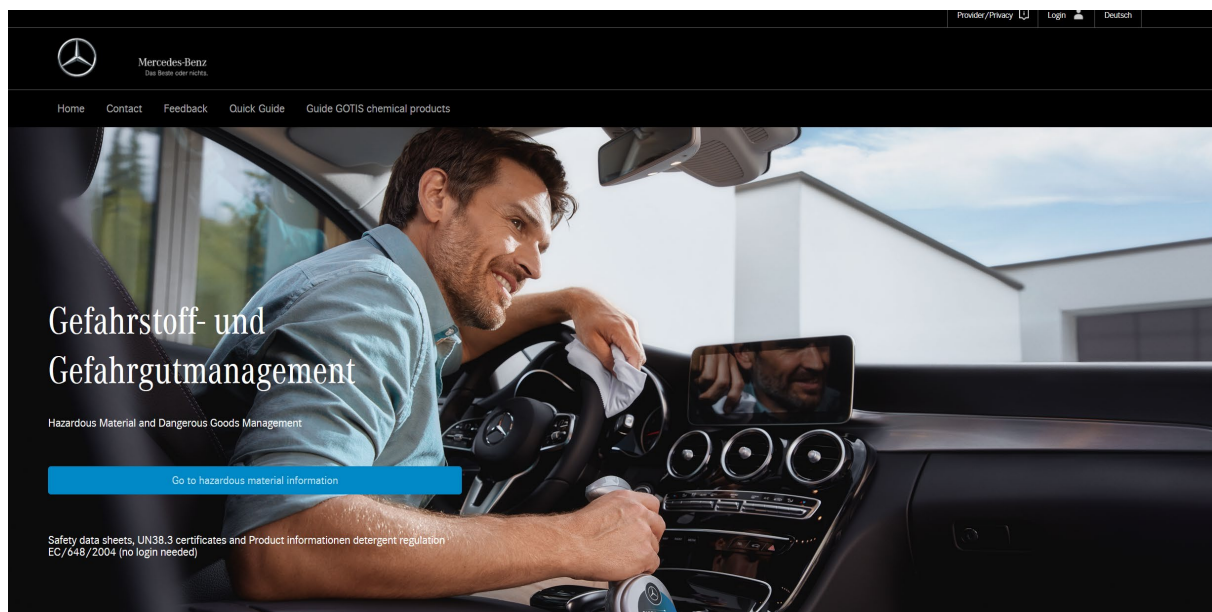 Provider/Privacy
Login
Deutsch
Mercedes-Benz
Das Beste oder nichts.
Home
Contact
Feedback
Quick Guide
Guide GOTIS chemical products
Gefahrstoff- und
Gefahrgutmanagement
Hazardous Material and Dangerous Goods Management
Go to hazardous material information
Safety data sheets, UN38.3 certificates and Product informationen detergent regulation
EC/648/2004 (no login needed)